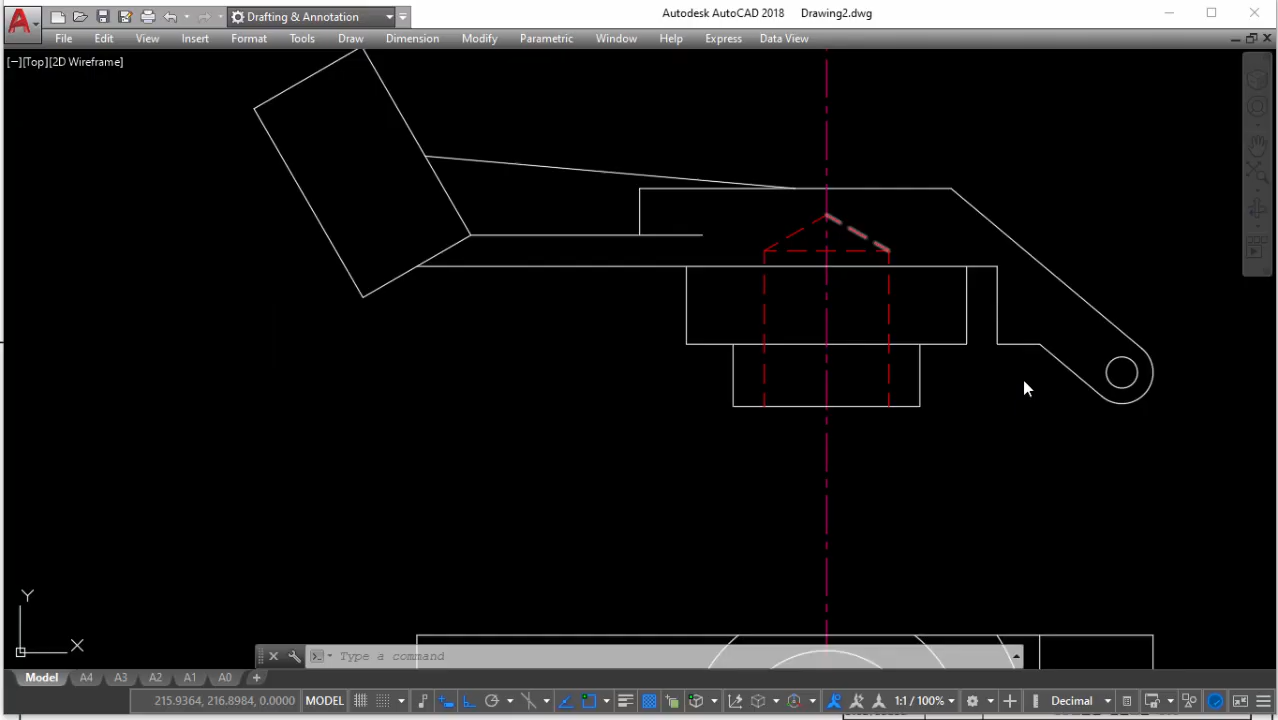 Drafting & Annotation
Autodesk AutoCAD 2018 Drawing2.dwg
File Edit View Insert Format Tools Draw Dimension Modify Parametric Window Help Express Data View
[−][Top][2D Wireframe]
Y
X
Type a command
Model A4 A3 A2 A1 A0
215.9364, 216.8984, 0.0000 MODEL 1:1 / 100% Decimal